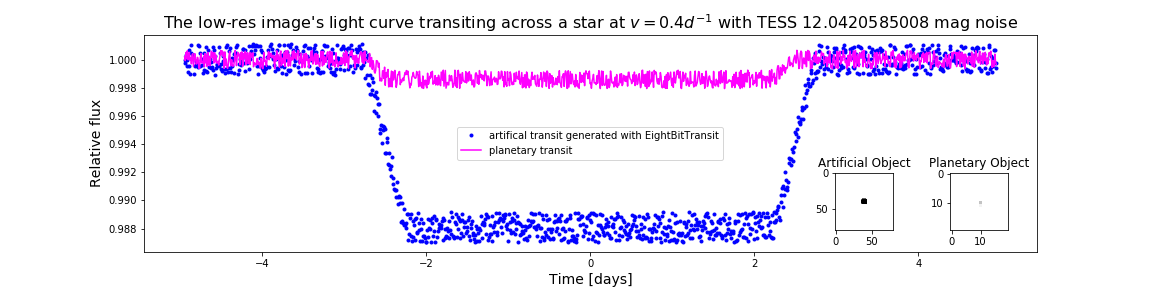 The low-res image's light curve transiting across a star at v = 0.4d⁻¹ with TESS 12.0420585008 mag noise
Relative flux
1.000
0.998
0.996
0.994
0.992
0.990
0.988
artifical transit generated with EightBitTransit
planetary transit
Artificial Object
0
50
0
50
Planetary Object
0
10
0
10
−4
−2
0
2
4
Time [days]